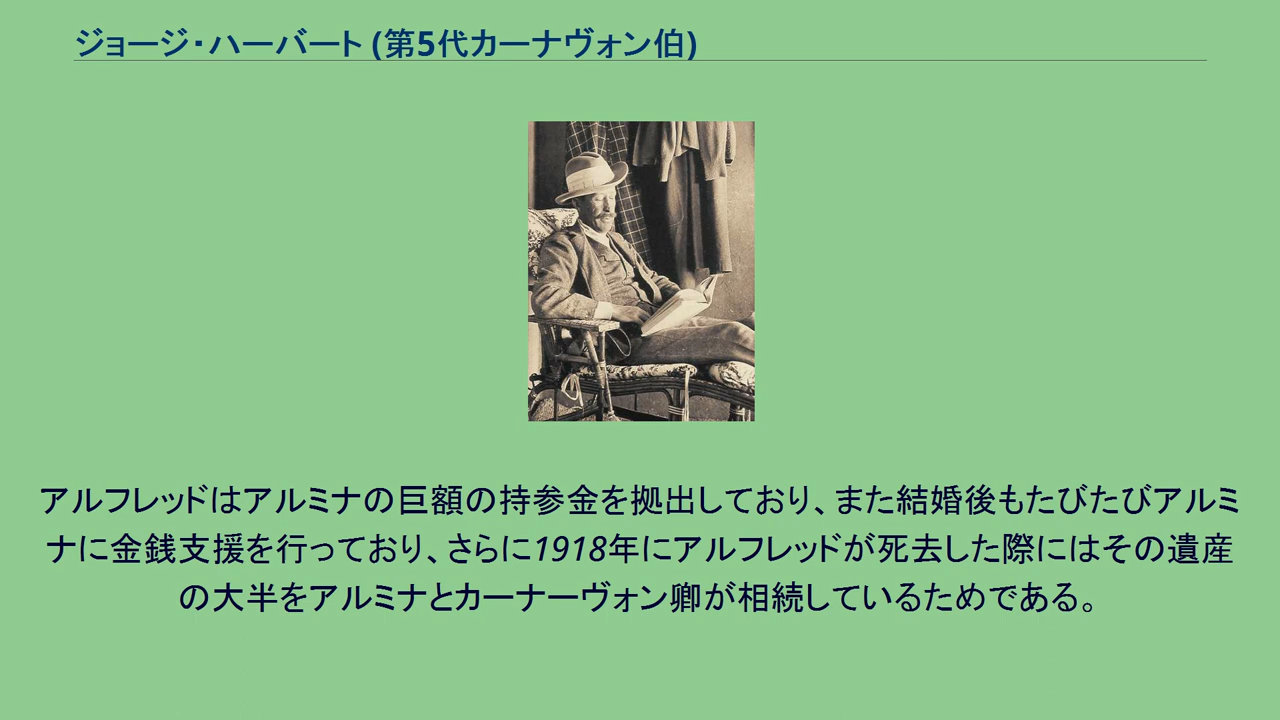 ジョージ・ハーバート (第5代カーナヴォン伯)
アルフレッドはアルミナの巨額の持参金を拠出しており、また結婚後もたびたびアルミ
ナに金銭支援を行っており、さらに1918年にアルフレッドが死去した際にはその遺産
の大半をアルミナとカーナーヴォン卿が相続しているためである。